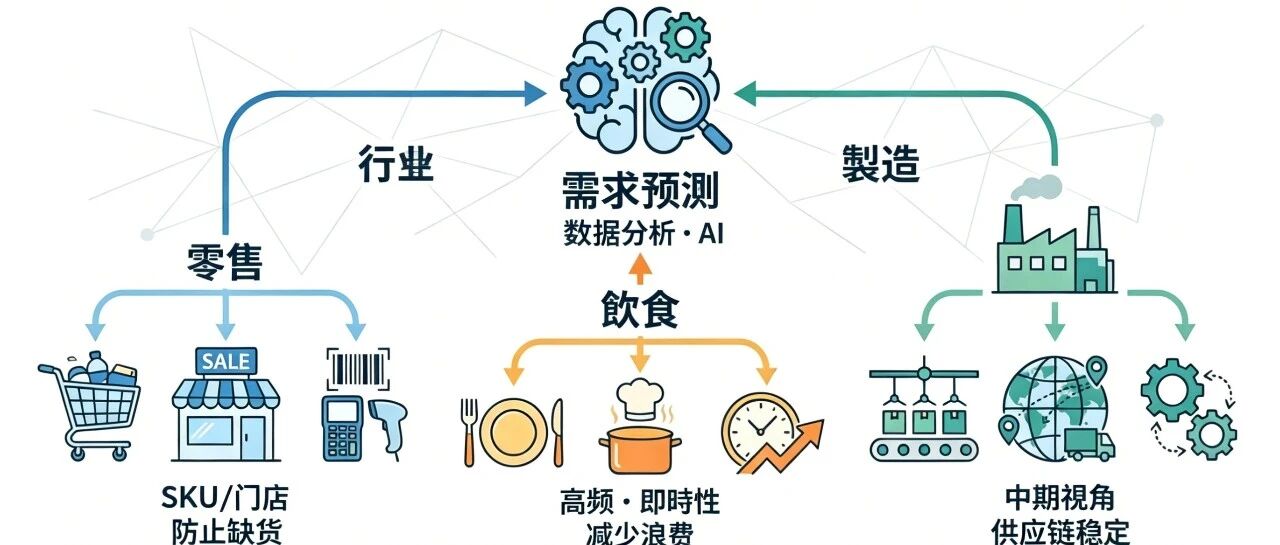 行业
製造
需求预测
数据分析・AI
零售
飲食
SALE
SKU/门店
防止缺货
高频・即時性
减少浪费
中期視角
供应链稳定